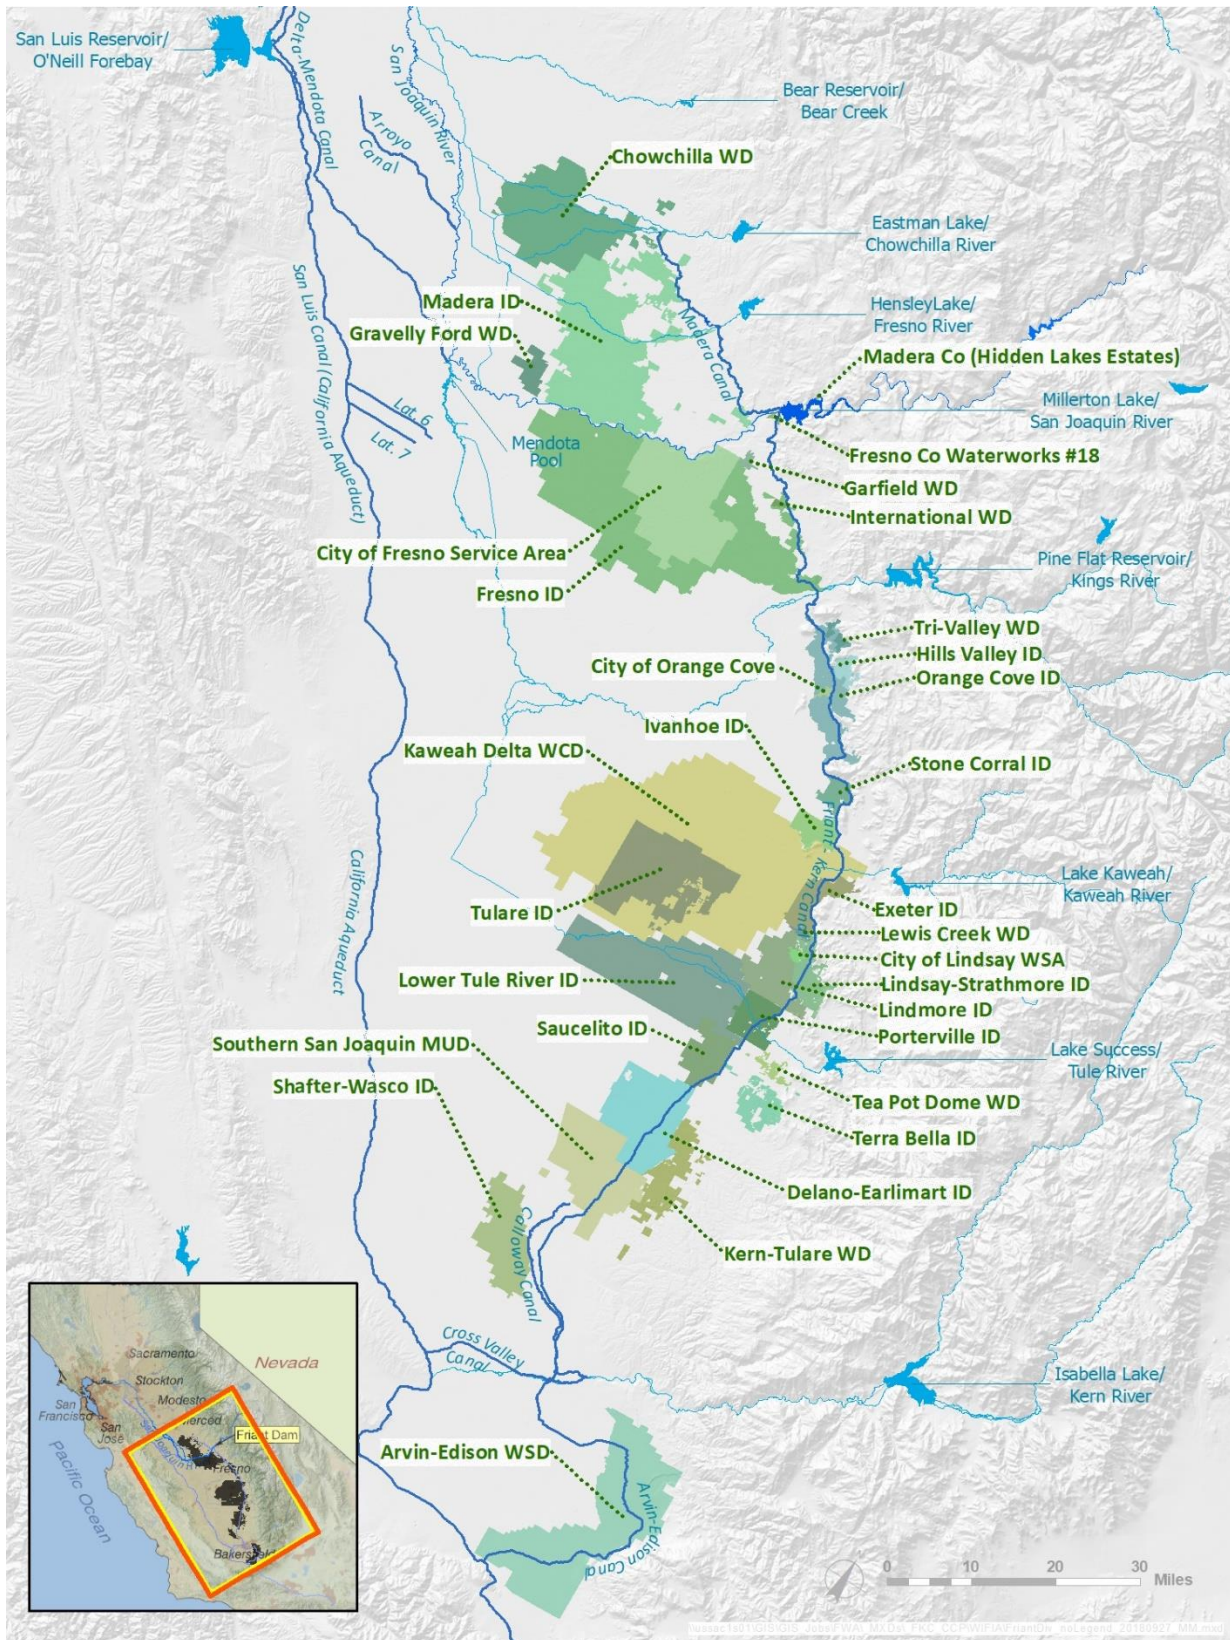 San Luis Reservoir/
O'Neill Forebay
Delta-Mendota Canal
San Joaquin River
Arroyo
Canal
Bear Reservoir/
Bear Creek
Chowchilla WD
Eastman Lake/
Chowchilla River
San Luis Canal (California Aqueduct)
Madera ID
Gravelly Ford WD
Madera Canal
HensleyLake/
Fresno River
Madera Co (Hidden Lakes Estates)
Millerton Lake/
San Joaquin River
Lat. 6
Lat. 7
Mendota
Pool
Fresno Co Waterworks #18
Garfield WD
International WD
City of Fresno Service Area
Fresno ID
Pine Flat Reservoir/
Kings River
Tri-Valley WD
Hills Valley ID
Orange Cove ID
City of Orange Cove
Ivanhoe ID
Kaweah Delta WCD
Stone Corral ID
Friant - Kern Canal
California Aqueduct
Lake Kaweah/
Kaweah River
Tulare ID
Exeter ID
Lewis Creek WD
City of Lindsay WSA
Lindsay-Strathmore ID
Lindmore ID
Porterville ID
Lower Tule River ID
Saucelito ID
Southern San Joaquin MUD
Shafter-Wasco ID
Lake Success/
Tule River
Tea Pot Dome WD
Terra Bella ID
Delano-Earlimart ID
Kern-Tulare WD
Calloway Canal
Cross Valley
Canal
Isabella Lake/
Kern River
Arvin-Edison WSD
Arvin-Edison Canal
Sacramento
Nevada
Stockton
San
Francisco
Modesto
San
José
Merced
Friant Dam
Fresno
Pacific Ocean
Bakersfield
0 5 10 20 30
Miles